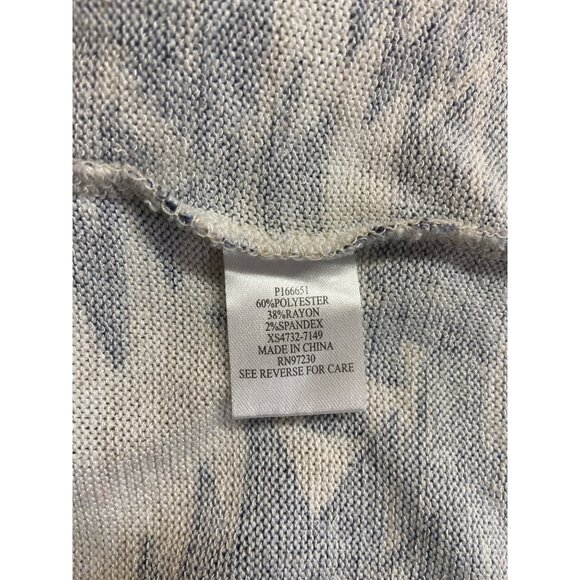 P166651
60%POLYESTER
38%RAYON
2%SPANDEX
XS4732-7149
MADE IN CHINA
RN97230
SEE REVERSE FOR CARE